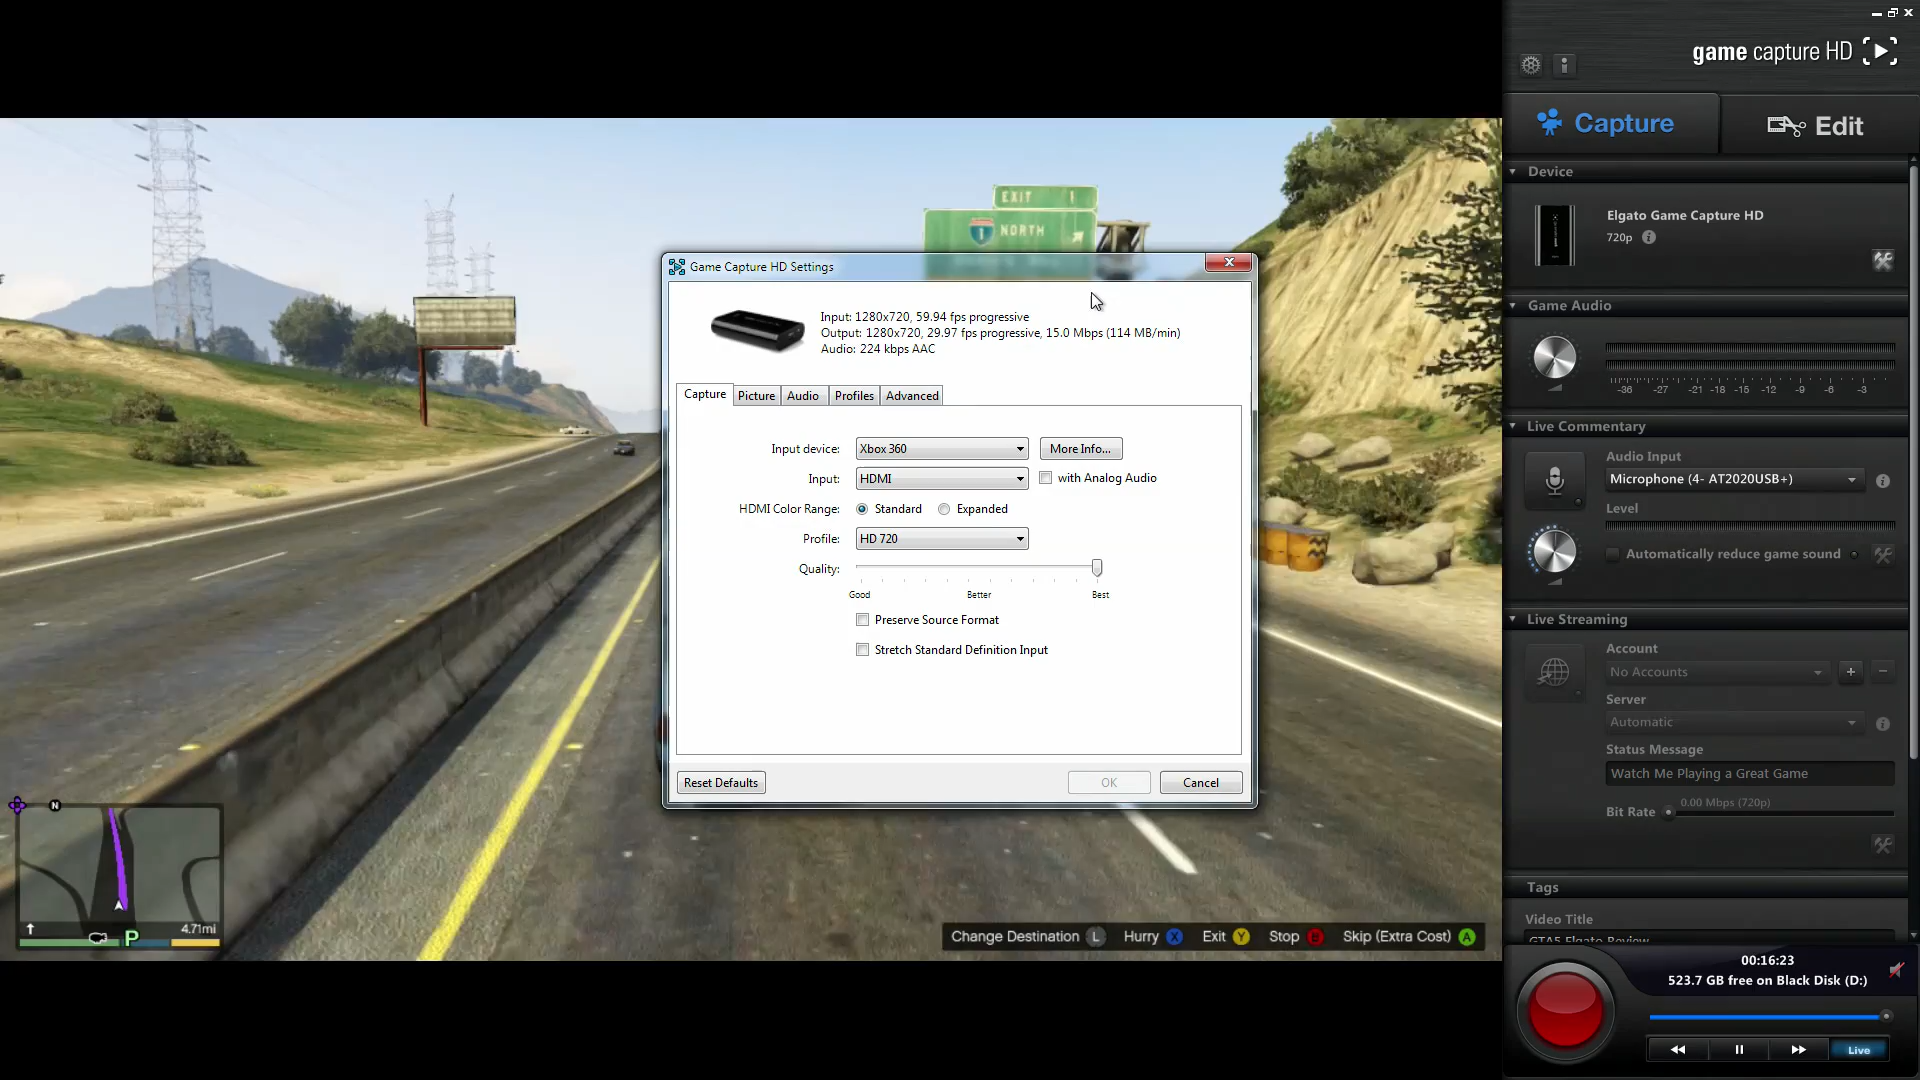 game capture HD
Capture
Edit
Device
Elgato Game Capture HD
720p
Game Audio
-36 -27 -21 -18 -15 -12 -9 -6 -3
Live Commentary
Audio Input
Microphone (4- AT2020USB+)
Level
Automatically reduce game sound
Live Streaming
Account
No Accounts
+ −
Server
Automatic
Status Message
Watch Me Playing a Great Game
0.00 Mbps (720p)
Bit Rate
Tags
Video Title
GTA5 Elgato Review
00:16:23
523.7 GB free on Black Disk (D:)
Live
EXIT 1
1 NORTH
Game Capture HD Settings
Input: 1280x720, 59.94 fps progressive
Output: 1280x720, 29.97 fps progressive, 15.0 Mbps (114 MB/min)
Audio: 224 kbps AAC
Capture Picture Audio Profiles Advanced
Input device: Xbox 360 More Info...
Input: HDMI with Analog Audio
HDMI Color Range: Standard Expanded
Profile: HD 720
Quality:
Good Better Best
Preserve Source Format
Stretch Standard Definition Input
Reset Defaults OK Cancel
N
4.71mi
P
Change Destination L Hurry X Exit Y Stop B Skip (Extra Cost) A